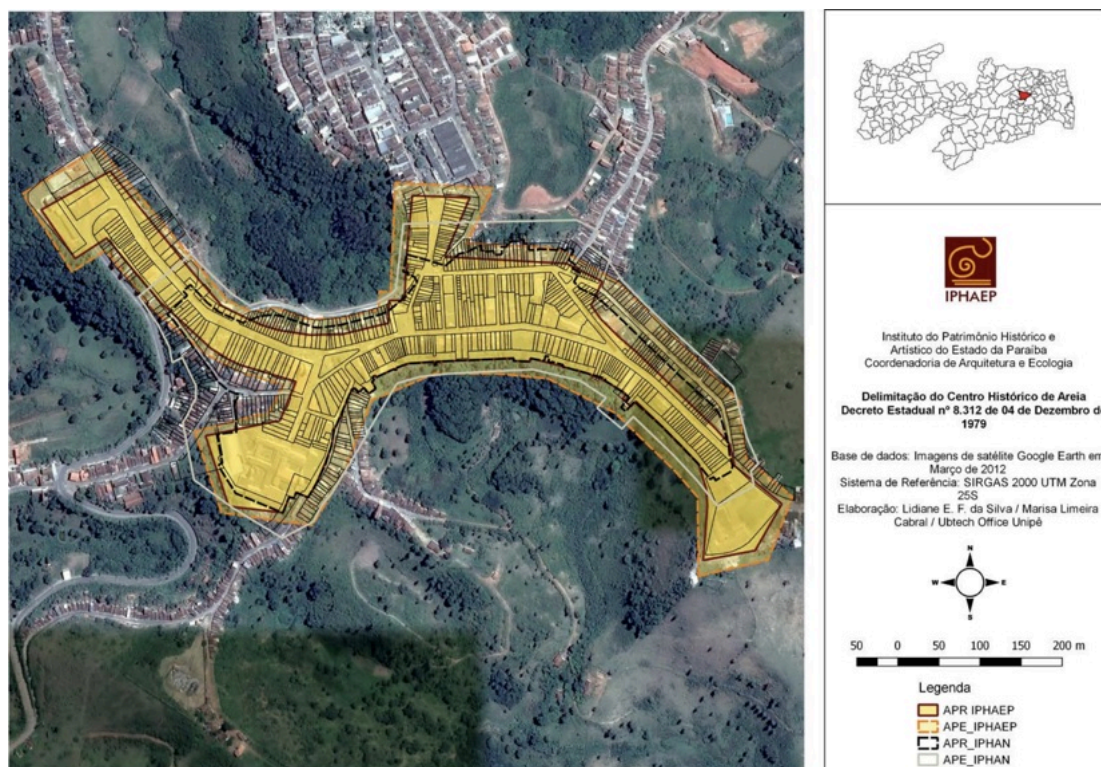 IPHAEP
Instituto do Patrimônio Histórico e
Artístico do Estado da Paraíba
Coordenadoria de Arquitetura e Ecologia
Delimitação do Centro Histórico de Areia
Decreto Estadual nº 8.312 de 04 de Dezembro de
1979
Base de dados: Imagens de satélite Google Earth em
Março de 2012
Sistema de Referência: SIRGAS 2000 UTM Zona
25S
Elaboração: Lidiane E. F. da Silva / Marisa Limeira
Cabral / Ubtech Office Unipê
N
W E
S
50 0 50 100 150 200 m
Legenda
APR IPHAEP
APE_IPHAEP
APR_IPHAN
APE_IPHAN